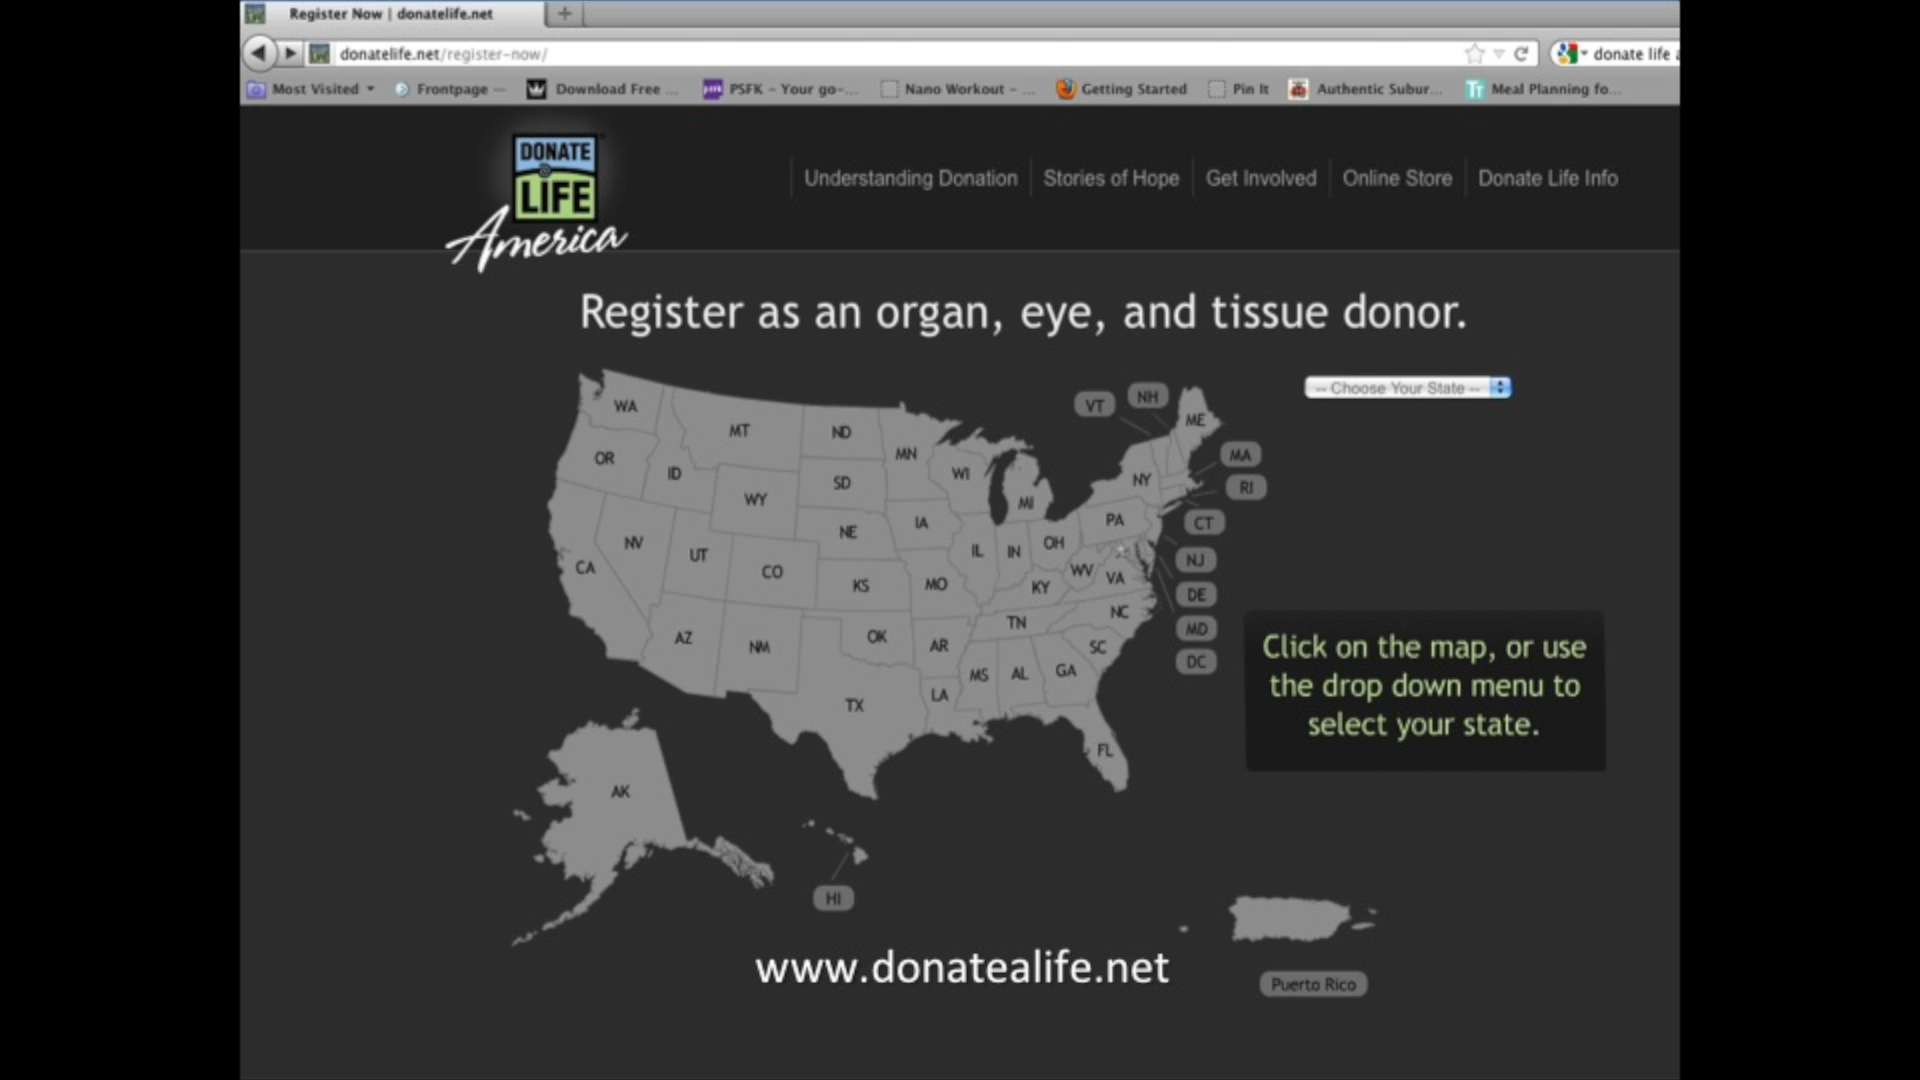 Register Now | donatelife.net
donatelife.net/register-now/
donate life a
Most Visited
Frontpage —
Download Free ...
PSFK - Your go-...
Nano Workout - ...
Getting Started
Pin It
Authentic Subur...
Meal Planning fo...
DONATE
LIFE
America
Understanding Donation
Stories of Hope
Get Involved
Online Store
Donate Life Info
Register as an organ, eye, and tissue donor.
-- Choose Your State --
WA
MT
ND
MN
VT
NH
ME
OR
ID
WY
SD
WI
MI
NY
MA
RI
NV
UT
CO
NE
IA
IL
IN
OH
PA
CT
NJ
CA
KS
MO
KY
WV
VA
DE
AZ
NM
OK
AR
TN
NC
MD
TX
LA
MS
AL
GA
SC
DC
FL
AK
HI
Click on the map, or use
the drop down menu to
select your state.
www.donatealife.net
Puerto Rico